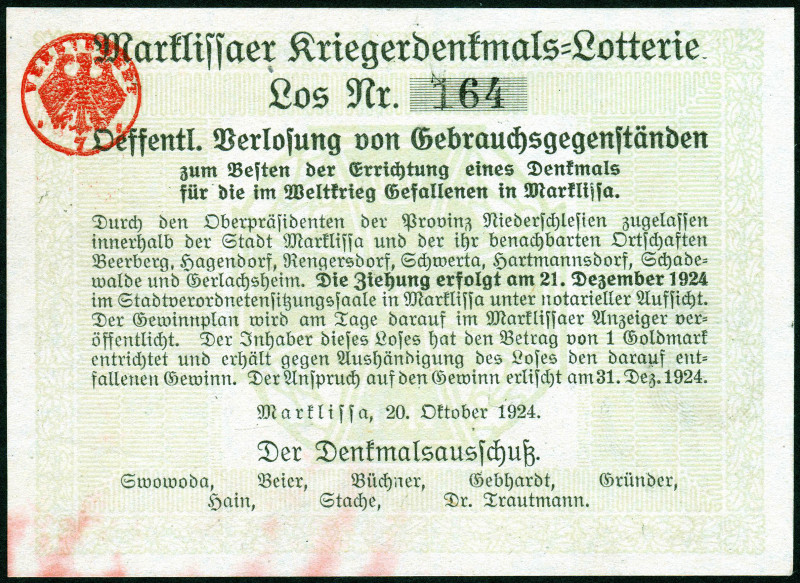 Marklissaer Kriegerdenkmals=Lotterie
Los Nr. 164
Oeffentl. Verlosung von Gebrauchsgegenständen
zum Besten der Errichtung eines Denkmals
für die im Weltkrieg Gefallenen in Marklissa.
Durch den Oberpräsidenten der Provinz Niederschlesien zugelassen
innerhalb der Stadt Marklissa und der ihr benachbarten Ortschaften
Beerberg, Hagendorf, Rengersdorf, Schwerta, Hartmannsdorf, Schade=
walde und Gerlachsheim. Die Ziehung erfolgt am 21. Dezember 1924
im Stadtverordnetensitzungssaale in Marklissa unter notarieller Aufsicht.
Der Gewinnplan wird am Tage darauf im Marklissaer Anzeiger ver=
öffentlicht. Der Inhaber dieses Loses hat den Betrag von 1 Goldmark
entrichtet und erhält gegen Aushändigung des Loses den darauf ent=
fallenen Gewinn. Der Anspruch auf den Gewinn erlischt am 31. Dez. 1924.
Marklissa, 20. Oktober 1924.
Der Denkmalsausschuß.
Swowoda, Beier, Büchner, Gebhardt, Gründer,
Hain, Stache, Dr. Trautmann.
VERSTEUERT
7